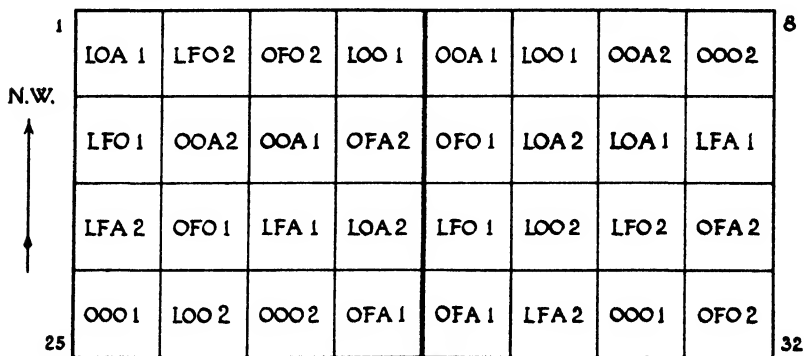 1 8
LOA 1 LFO 2 OFO 2 LOO 1 OOA 1 LOO 1 OOA 2 OOO 2
N.W.
LFO 1 OOA 2 OOA 1 OFA 2 OFO 1 LOA 2 LOA 1 LFA 1
LFA 2 OFO 1 LFA 1 LOA 2 LFO 1 LOO 2 LFO 2 OFA 2
OOO 1 LOO 2 OOO 2 OFA 1 OFA 1 LFA 2 OOO 1 OFO 2
25 32